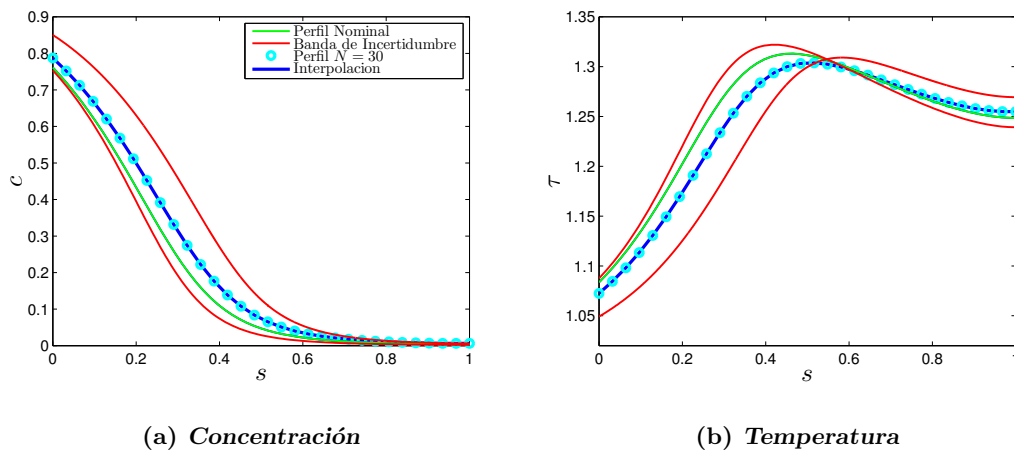 Perfil Nominal
Banda de Incertidumbre
Perfil N = 30
Interpolacion
0.9
0.8
0.7
0.6
0.5
0.4
0.3
0.2
0.1
0
c
0 0.2 0.4 0.6 0.8 1
s
(a) Concentración
1.35
1.3
1.25
1.2
1.15
1.1
1.05
τ
0 0.2 0.4 0.6 0.8
s
(b) Temperatura